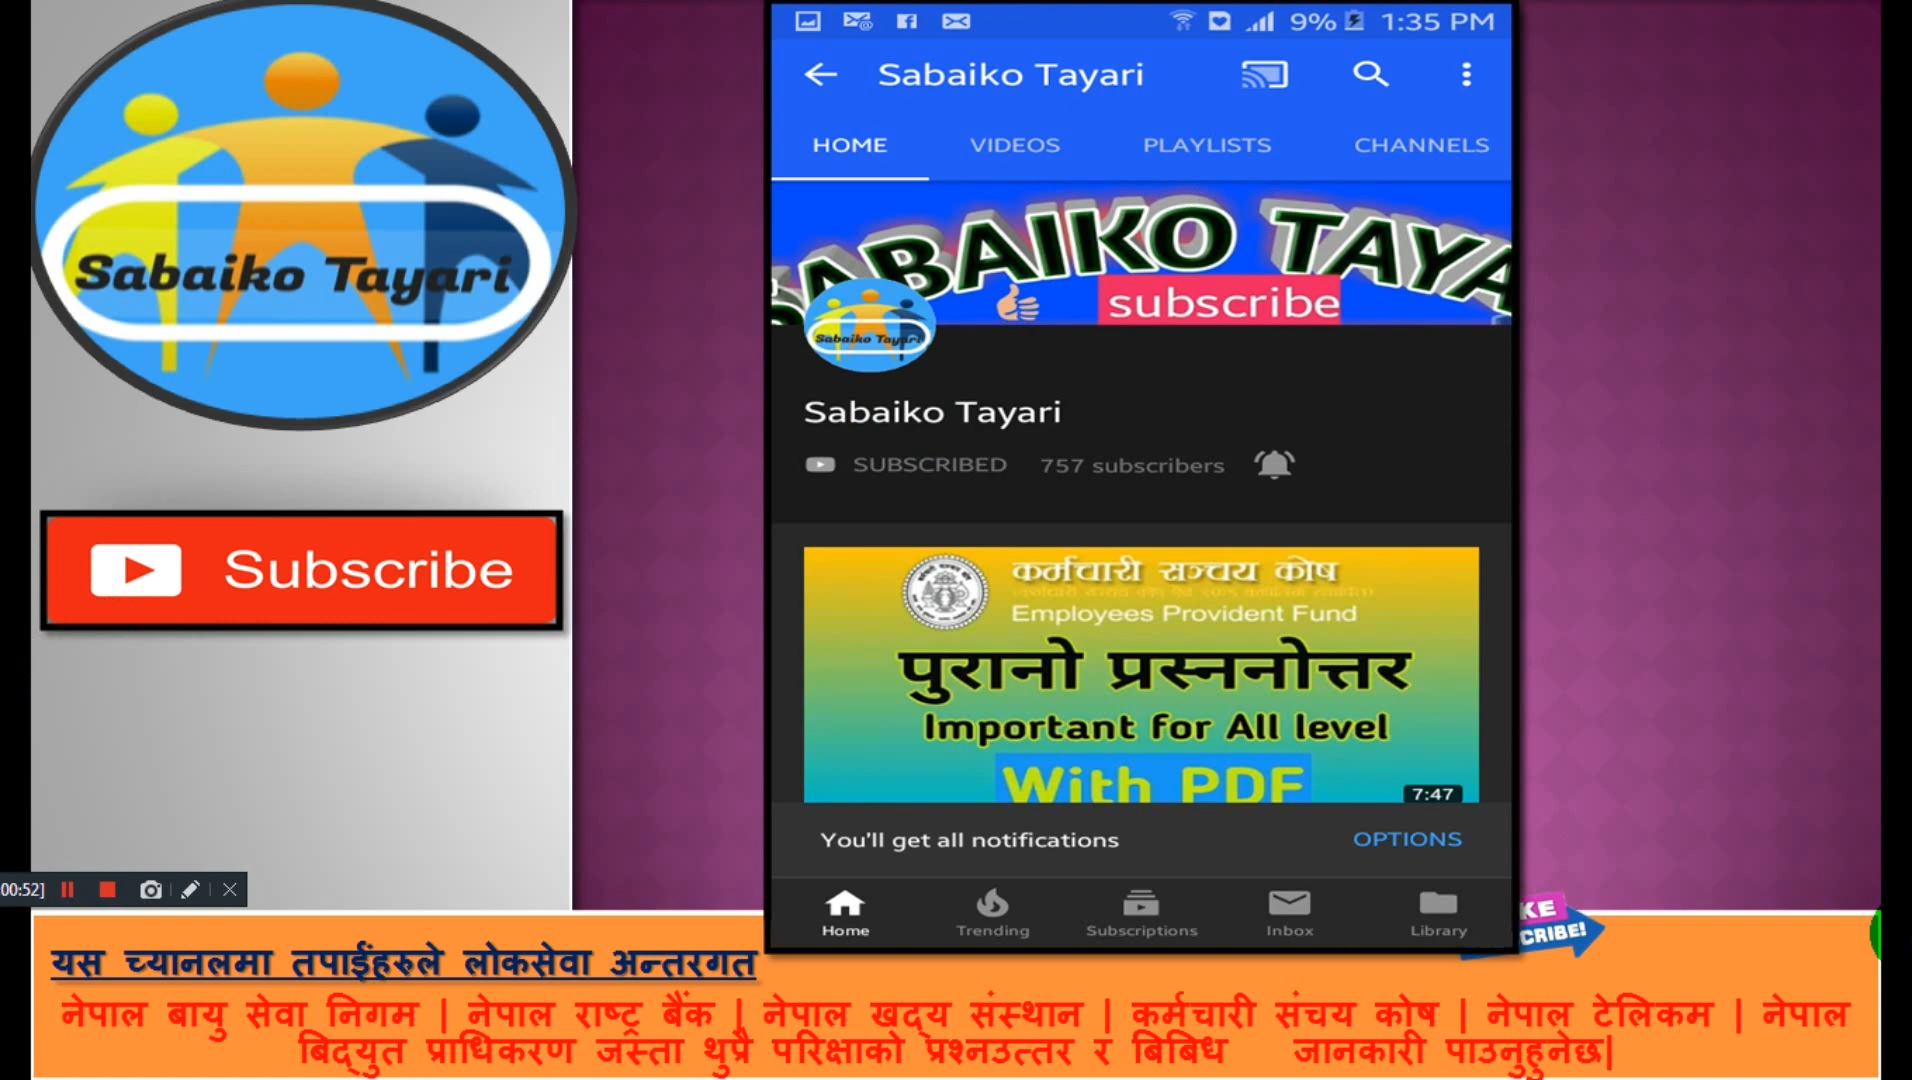 Sabaiko Tayari
Subscribe
00:52]
9% 1:35 PM
Sabaiko Tayari
HOME VIDEOS PLAYLISTS CHANNELS
SABAIKO TAYA
subscribe
Sabaiko Tayari
Sabaiko Tayari
SUBSCRIBED 757 subscribers
कर्मचारी सञ्चय कोष
Employees Provident Fund
पुरानो प्रस्ननोत्तर
Important for All level
With PDF
7:47
You'll get all notifications OPTIONS
Home Trending Subscriptions Inbox Library
KE
CRIBE!
यस च्यानलमा तपाईहरुले लोकसेवा अन्तरगत
नेपाल बायु सेवा निगम | नेपाल राष्ट्र बैंक | नेपाल खद्य संस्थान | कर्मचारी संचय कोष | नेपाल टेलिकम | नेपाल
बिद्युत प्राधिकरण जस्ता थुप्रै परिक्षाको प्रश्नउत्तर र बिबिध जानकारी पाउनुहुनेछ|